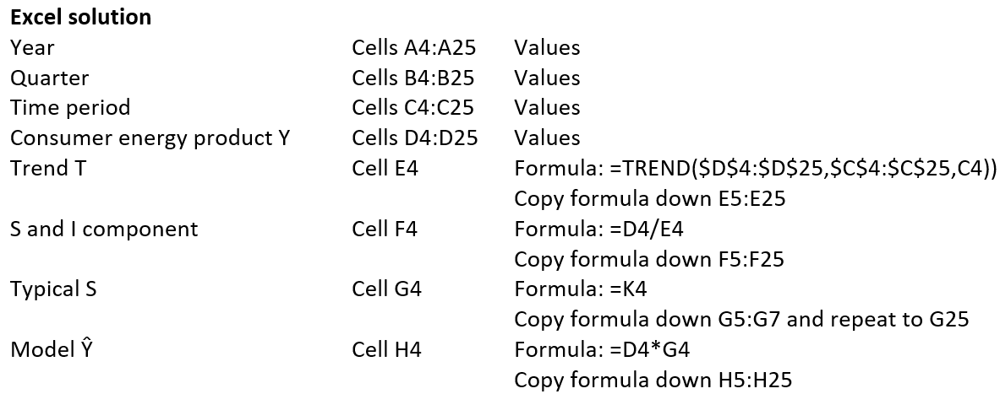 Excel solution
Year Cells A4:A25 Values
Quarter Cells B4:B25 Values
Time period Cells C4:C25 Values
Consumer energy product Y Cells D4:D25 Values
Trend T Cell E4 Formula: =TREND($D$4:$D$25,$C$4:$C$25,C4))
Copy formula down E5:E25
S and I component Cell F4 Formula: =D4/E4
Copy formula down F5:F25
Typical S Cell G4 Formula: =K4
Copy formula down G5:G7 and repeat to G25
Model Ŷ Cell H4 Formula: =D4*G4
Copy formula down H5:H25